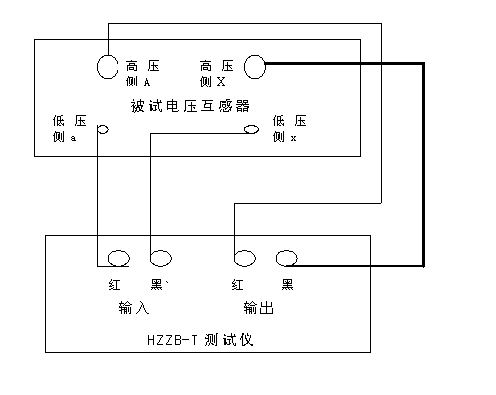 高 压 高 压
侧 A 侧 X
被试电压互感器
低 压 低 压
侧 a 侧 x
红 黑` 红 黑
输入 输出
HZZB-T 测试仪